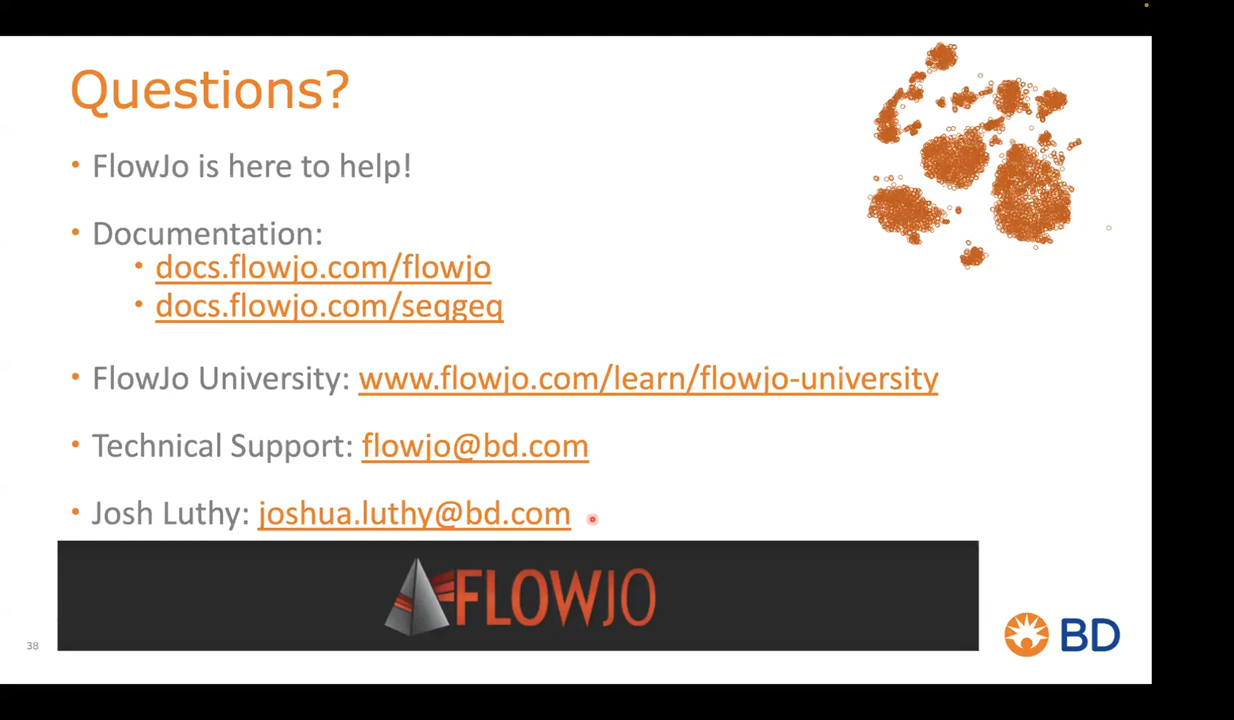 Questions?
• FlowJo is here to help!
• Documentation:
• docs.flowjo.com/flowjo
• docs.flowjo.com/seqgeq
• FlowJo University: www.flowjo.com/learn/flowjo-university
• Technical Support: flowjo@bd.com
• Josh Luthy: joshua.luthy@bd.com
FLOWJO
38
BD